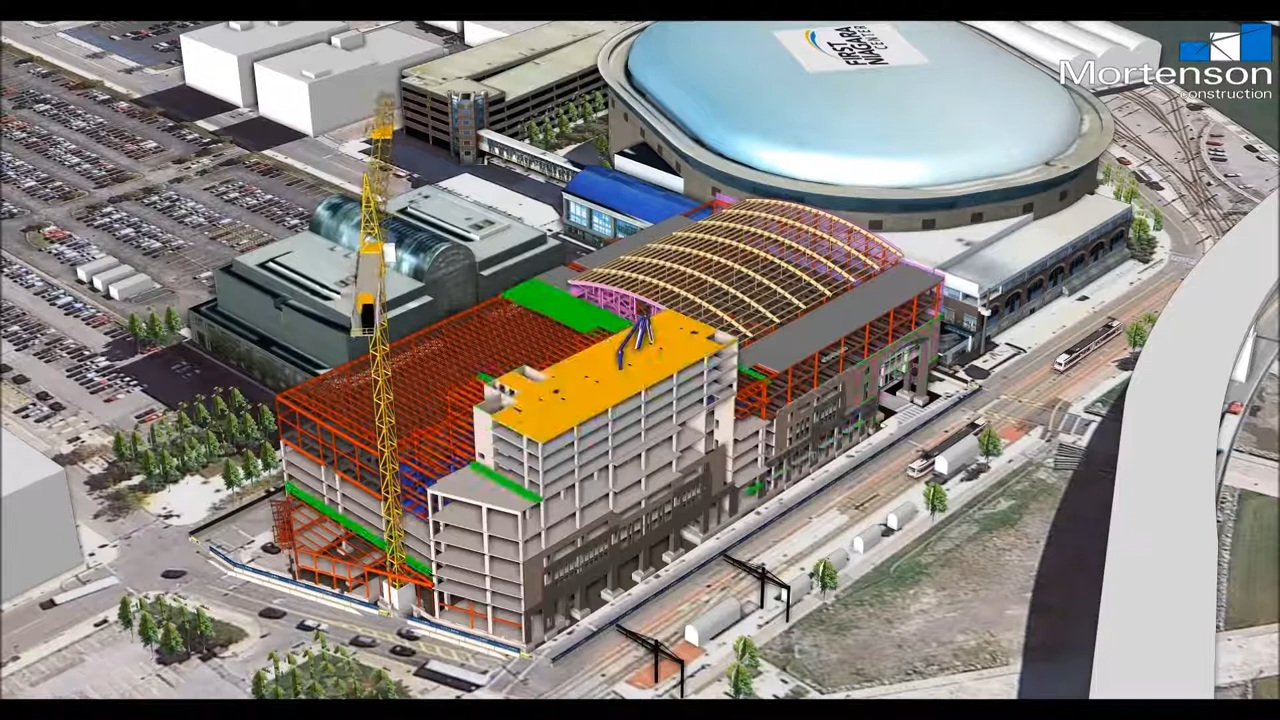 FIRST
NIAGARA
CENTER
Mortenson
construction